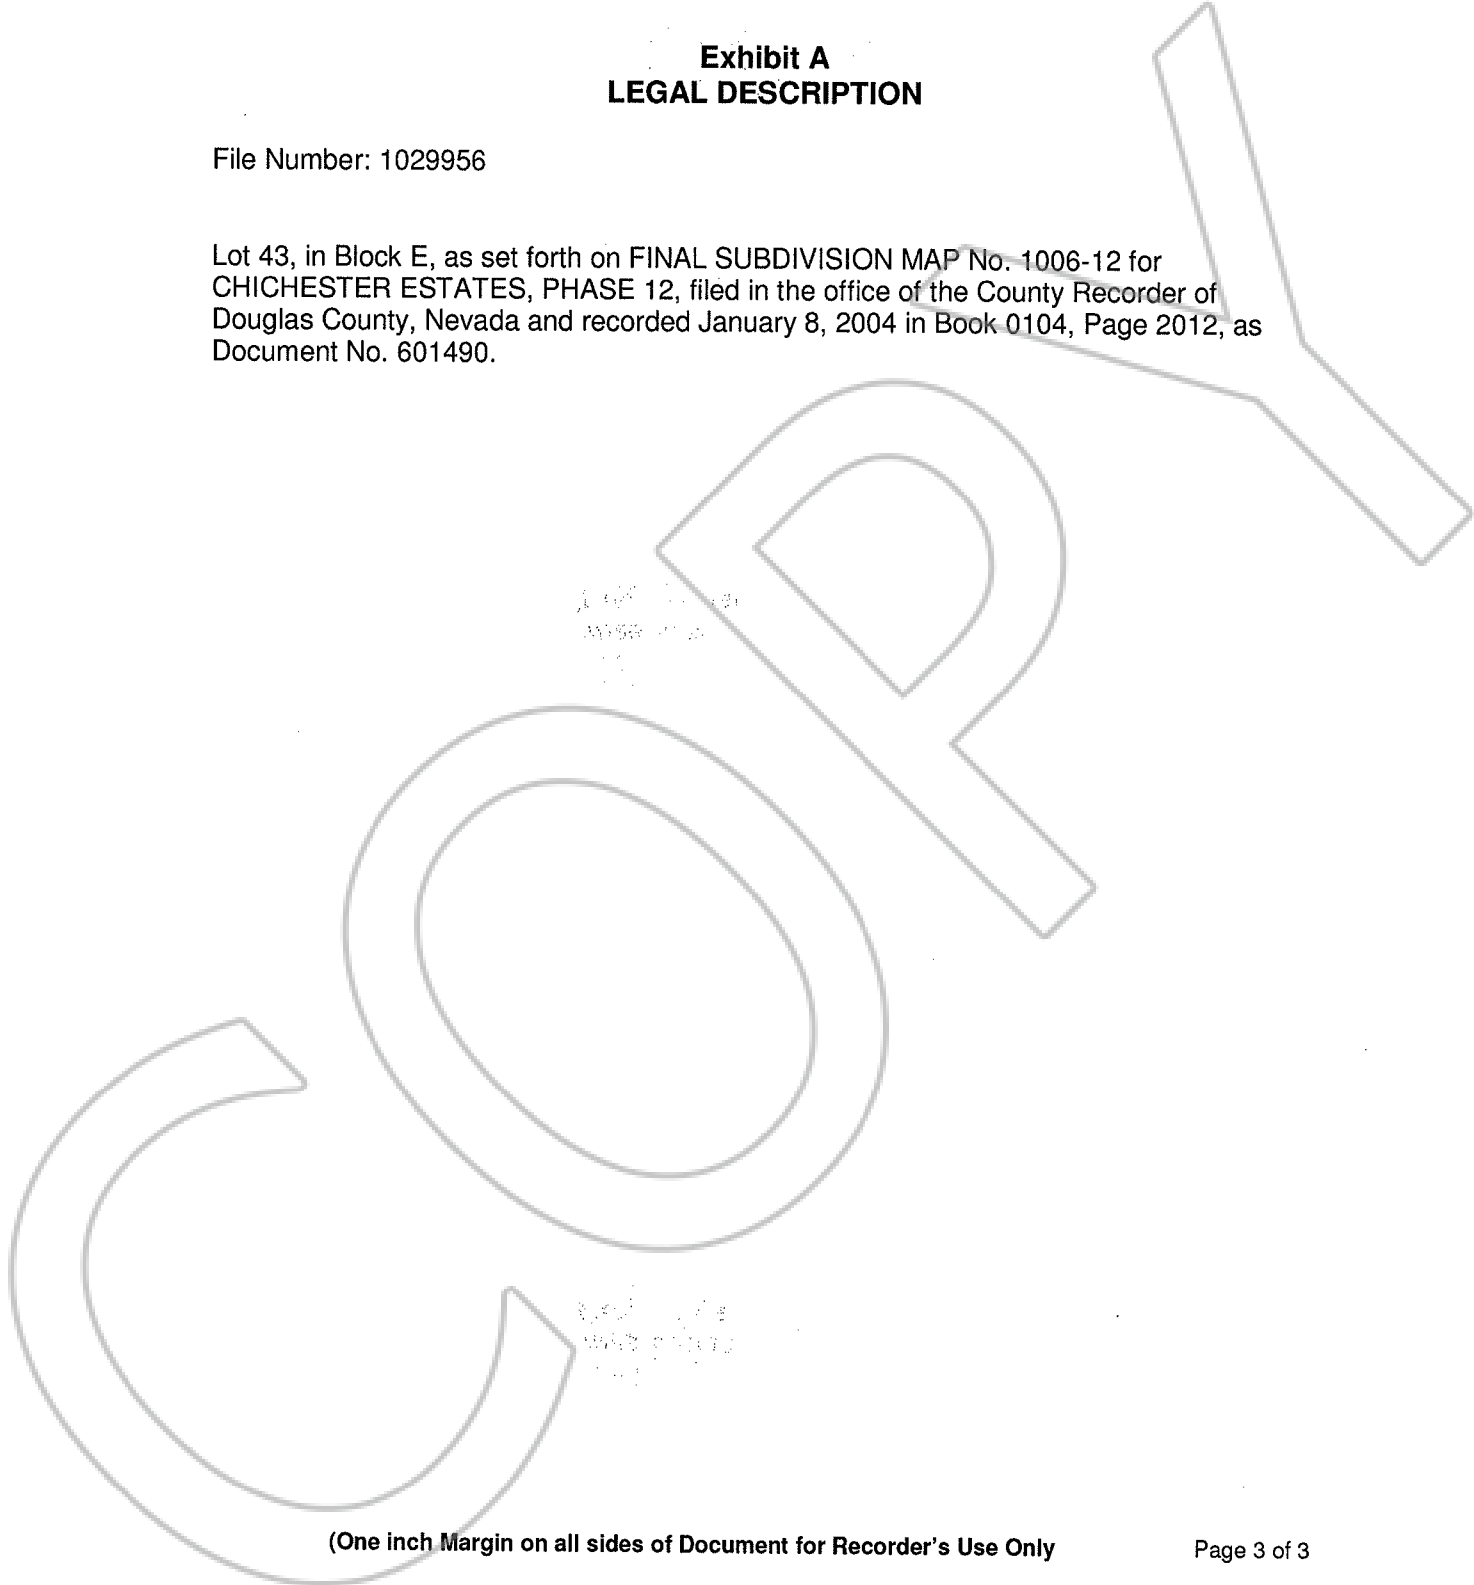 Exhibit A
LEGAL DESCRIPTION
File Number: 1029956
Lot 43, in Block E, as set forth on FINAL SUBDIVISION MAP No. 1006-12 for
CHICHESTER ESTATES, PHASE 12, filed in the office of the County Recorder of
Douglas County, Nevada and recorded January 8, 2004 in Book 0104, Page 2012, as
Document No. 601490.
COPY
(One inch Margin on all sides of Document for Recorder's Use Only
Page 3 of 3